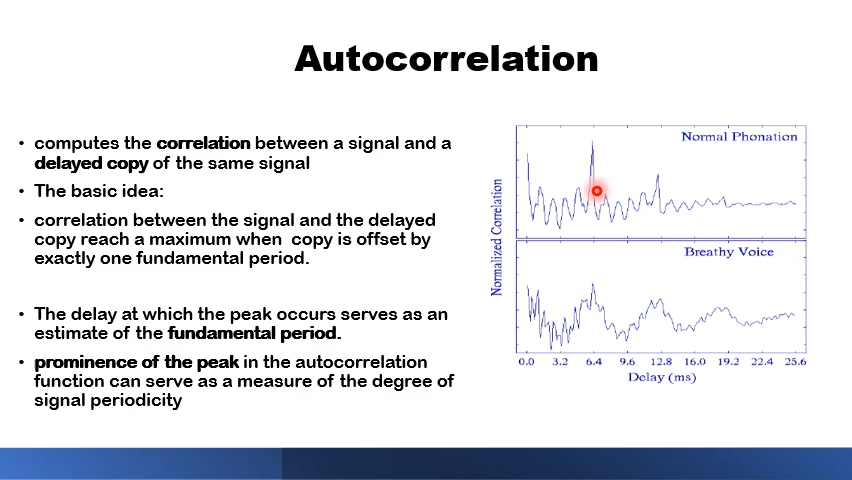 Autocorrelation
• computes the correlation between a signal and a
delayed copy of the same signal
• The basic idea:
• correlation between the signal and the delayed
copy reach a maximum when copy is offset by
exactly one fundamental period.
• The delay at which the peak occurs serves as an
estimate of the fundamental period.
• prominence of the peak in the autocorrelation
function can serve as a measure of the degree of
signal periodicity
Normal Phonation
Normalized Correlation
Breathy Voice
0.0 3.2 6.4 9.6 12.8 16.0 19.2 22.4 25.6
Delay (ms)